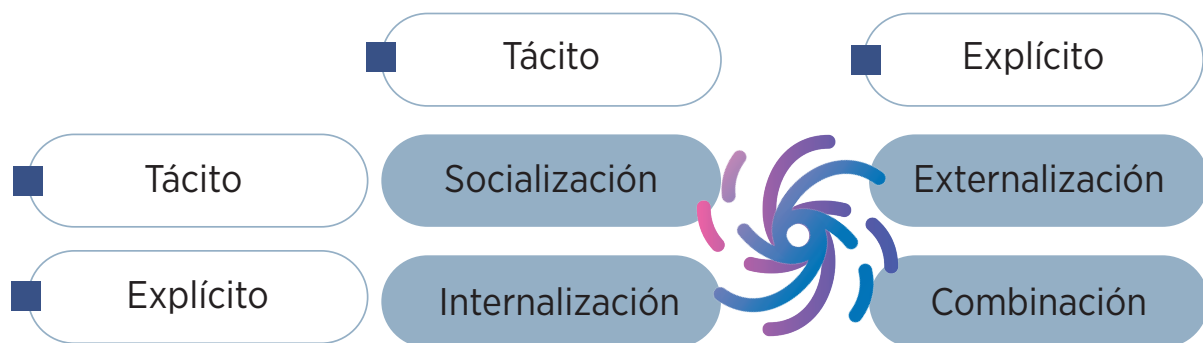 Tácito
Explícito
Tácito
Socialización
Externalización
Explícito
Internalización
Combinación